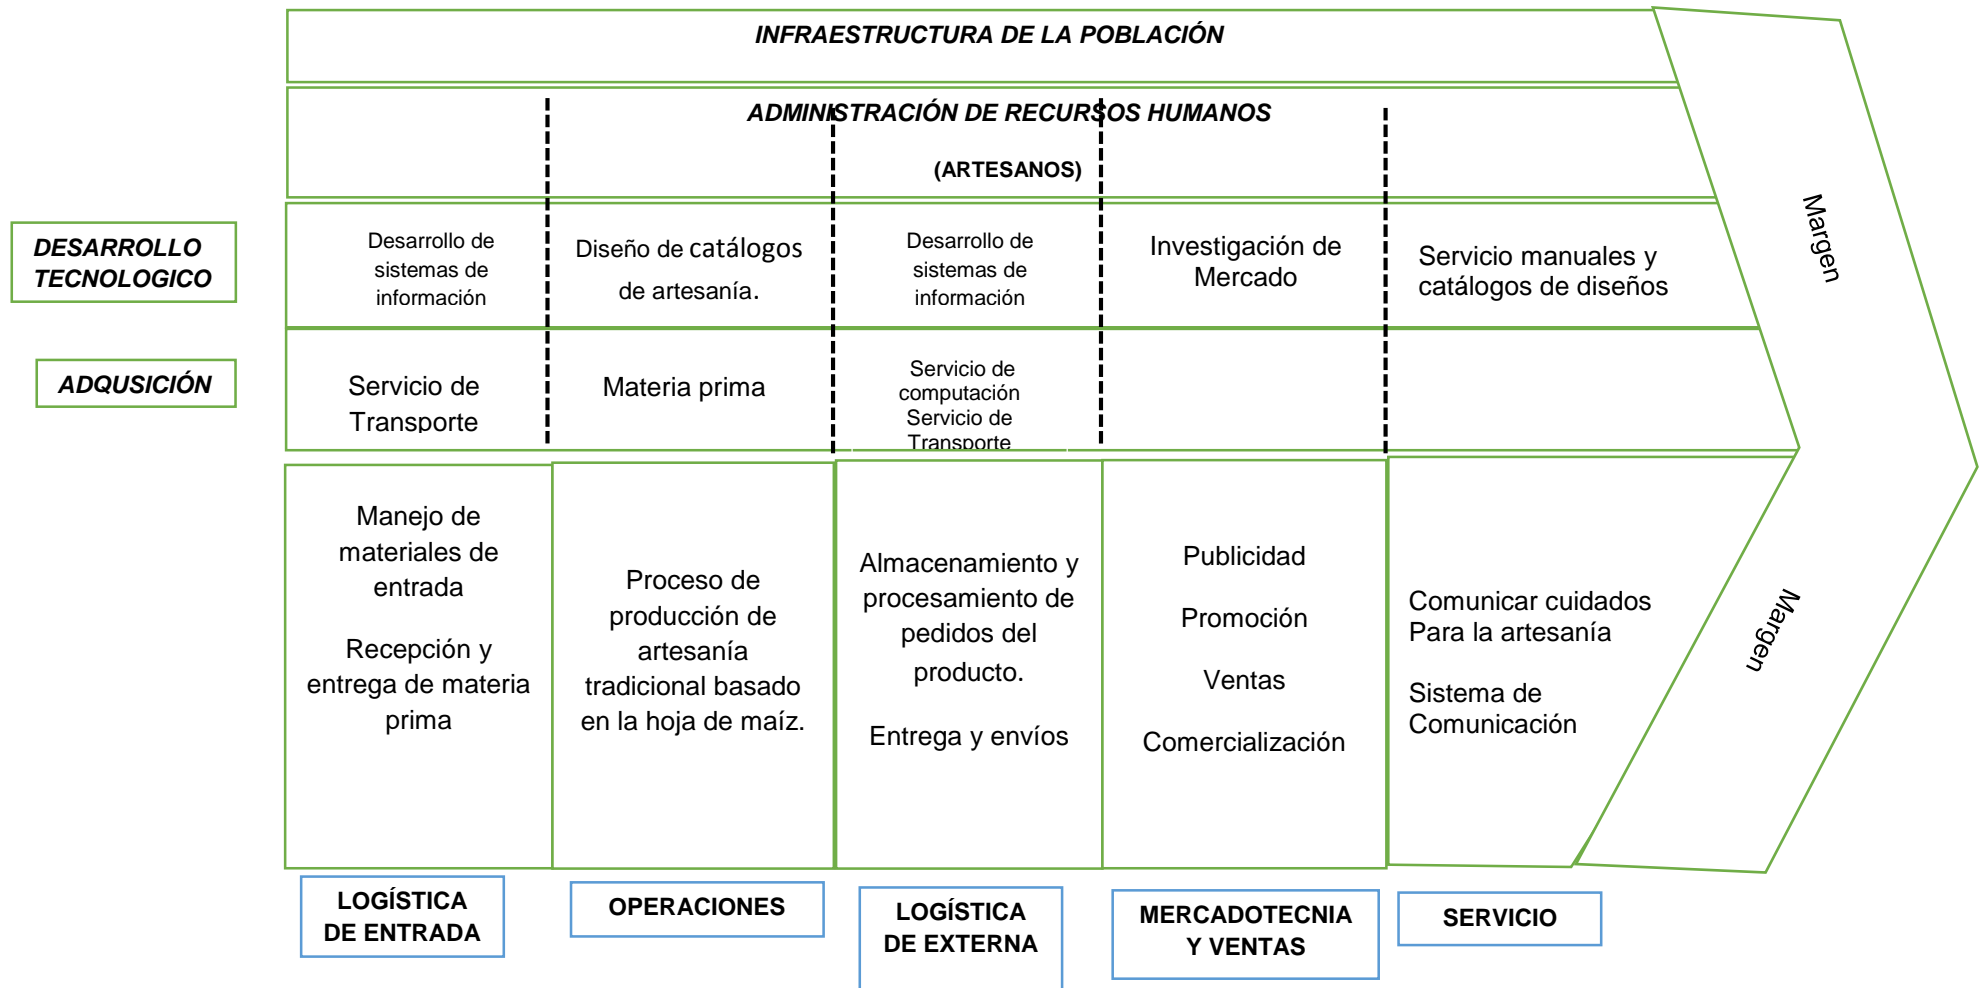 INFRAESTRUCTURA DE LA POBLACIÓN
ADMINISTRACIÓN DE RECURSOS HUMANOS
(ARTESANOS)
DESARROLLO
TECNOLOGICO
Desarrollo de
sistemas de
información
Diseño de catálogos
de artesanía.
Desarrollo de
sistemas de
información
Investigación de
Mercado
Servicio manuales y
catálogos de diseños
Margen
ADQUSICIÓN
Servicio de
Transporte
Materia prima
Servicio de
computación
Servicio de
Transporte
Manejo de
materiales de
entrada
Recepción y
entrega de materia
prima
Proceso de
producción de
artesanía
tradicional basado
en la hoja de maíz.
Almacenamiento y
procesamiento de
pedidos del
producto.
Entrega y envíos
Publicidad
Promoción
Ventas
Comercialización
Comunicar cuidados
Para la artesanía
Sistema de
Comunicación
Margen
LOGÍSTICA
DE ENTRADA
OPERACIONES
LOGÍSTICA
DE EXTERNA
MERCADOTECNIA
Y VENTAS
SERVICIO